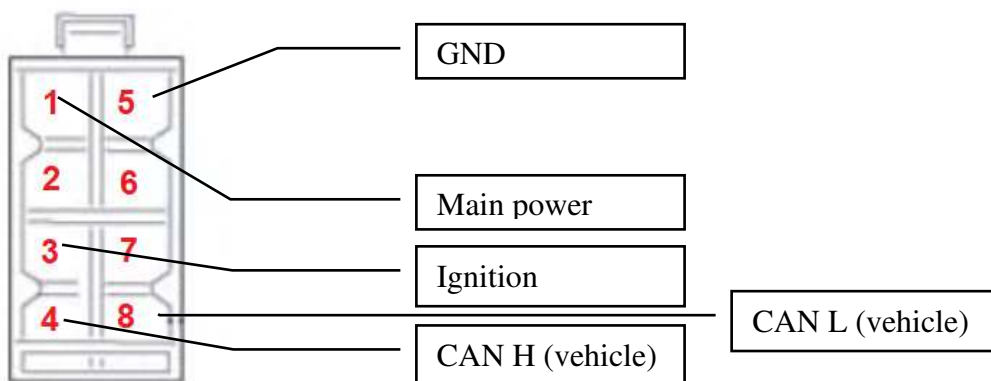 GND
1 5
2 6
Main power
3 7
Ignition
4 8
CAN L (vehicle)
CAN H (vehicle)